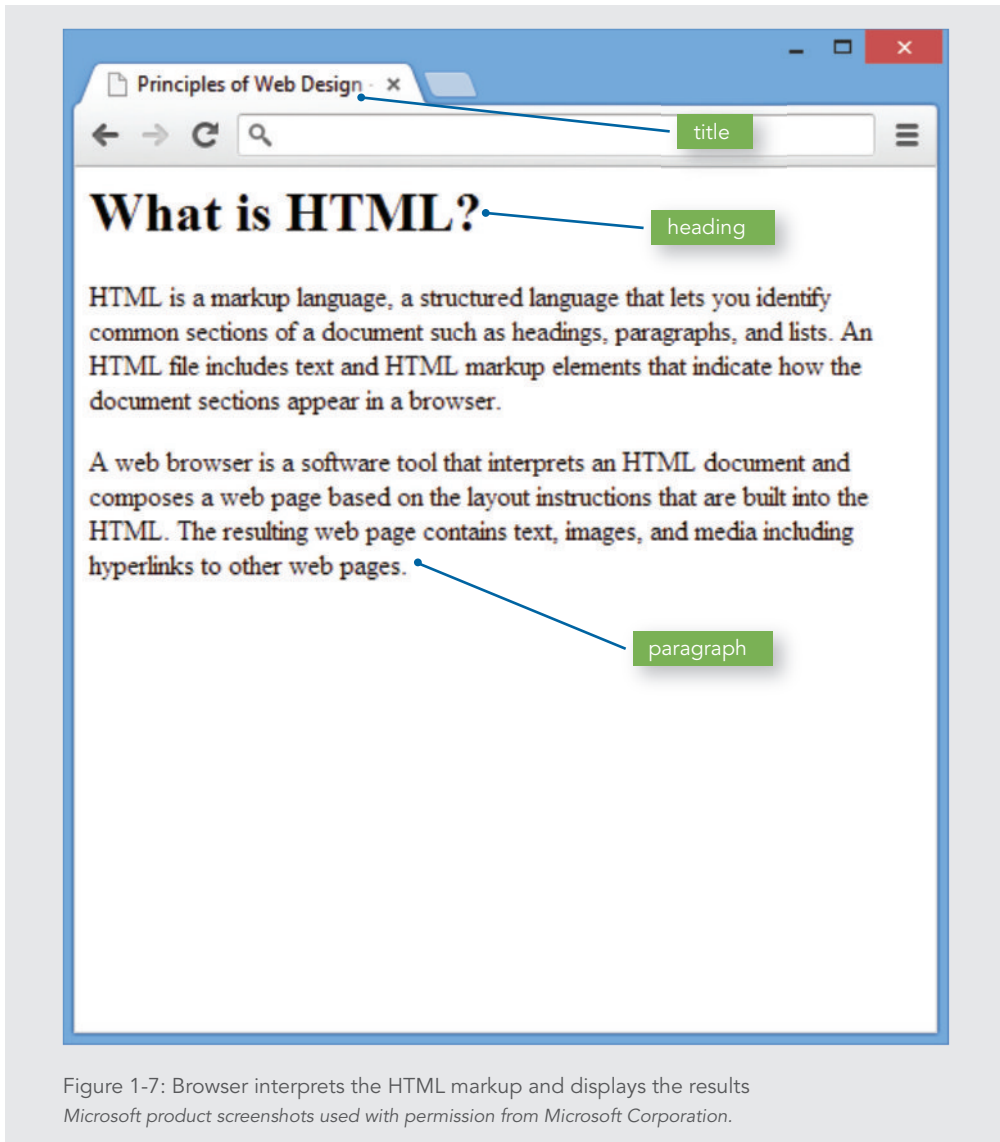 Principles of Web Design -
title
What is HTML?
heading
HTML is a markup language, a structured language that lets you identify
common sections of a document such as headings, paragraphs, and lists. An
HTML file includes text and HTML markup elements that indicate how the
document sections appear in a browser.
A web browser is a software tool that interprets an HTML document and
composes a web page based on the layout instructions that are built into the
HTML. The resulting web page contains text, images, and media including
hyperlinks to other web pages.
paragraph
Figure 1-7: Browser interprets the HTML markup and displays the results
Microsoft product screenshots used with permission from Microsoft Corporation.